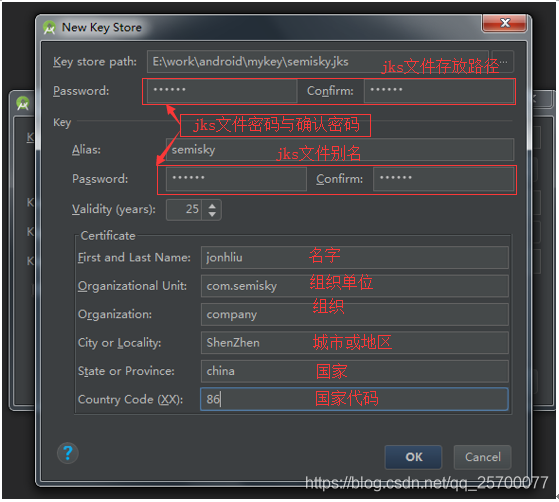 New Key Store
Key store path: E:\work\android\mykey\semisky.jks jks文件存放路径 ...
Password: •••••• Confirm: ••••••
Key jks文件密码与确认密码
Alias: semisky jks文件别名
Password: •••••• Confirm: ••••••
Validity (years): 25
Certificate
First and Last Name: jonhliu 名字
Organizational Unit: com.semisky 组织单位
Organization: company 组织
City or Locality: ShenZhen 城市或地区
State or Province: china 国家
Country Code (XX): 86 国家代码
? OK Cancel
https://blog.csdn.net/qq_25700077